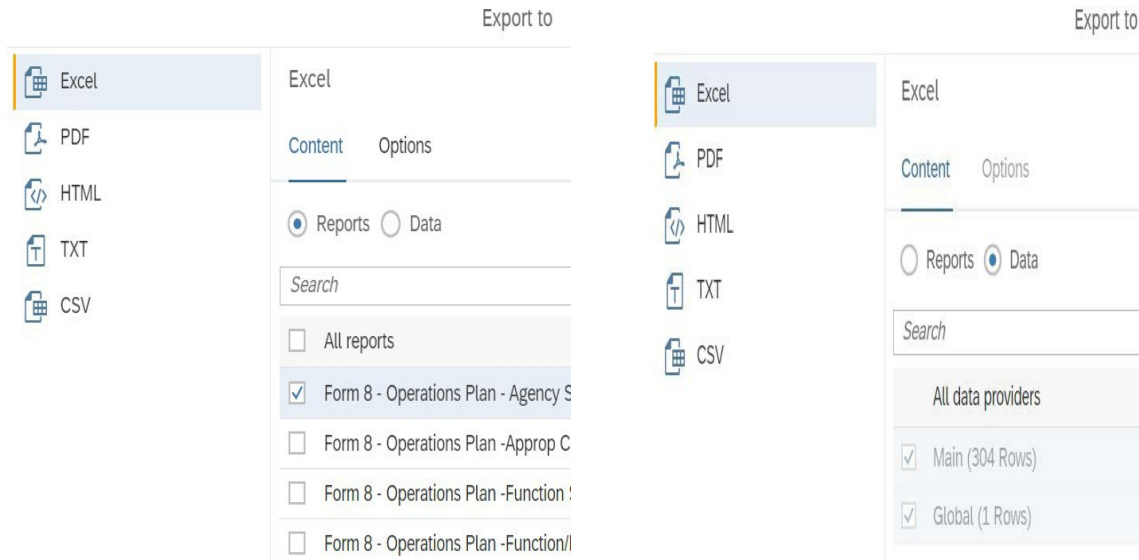 Export to
Excel
PDF
HTML
TXT
CSV
Excel
Content Options
Reports Data
Search
All reports
Form 8 - Operations Plan - Agency
Form 8 - Operations Plan -Approp
Form 8 - Operations Plan -Function
Form 8 - Operations Plan -Function/
Export to
Excel
PDF
HTML
TXT
CSV
Excel
Content Options
Reports Data
Search
All data providers
Main (304 Rows)
Global (1 Rows)